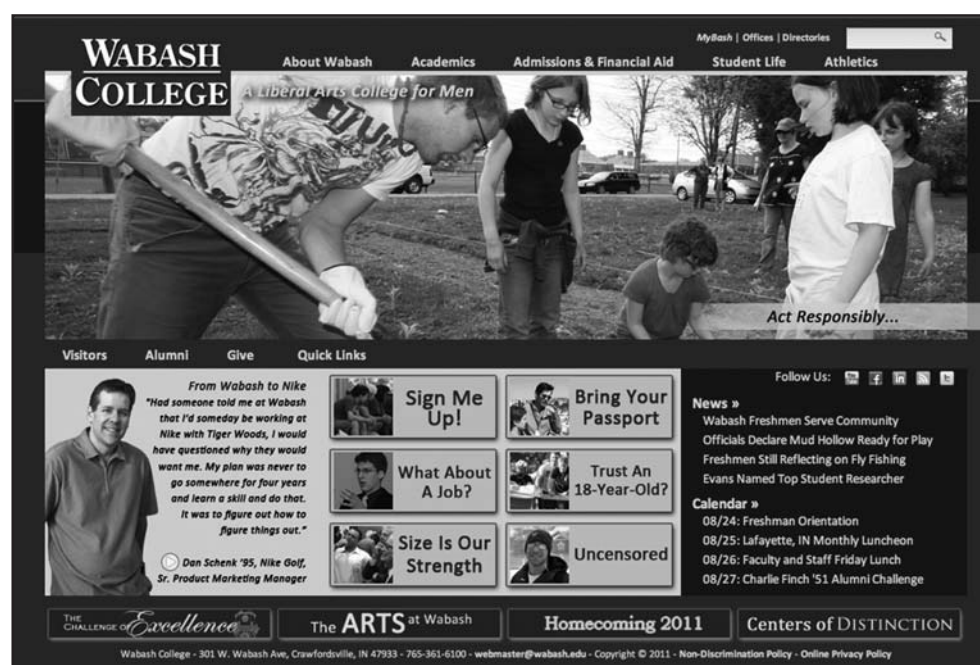 MyBash | Offices | Directories
WABASH
COLLEGE
About Wabash Academics Admissions & Financial Aid Student Life Athletics
A Liberal Arts College for Men
Act Responsibly...
Visitors Alumni Give Quick Links
From Wabash to Nike
"Had someone told me at Wabash
that I'd someday be working at
Nike with Tiger Woods, I would
have questioned why they would
want me. My plan was never to
go somewhere for four years
and learn a skill and do that.
It was to figure out how to
figure things out."
Dan Schenk '95, Nike Golf,
Sr. Product Marketing Manager
Sign Me
Up!
Bring Your
Passport
What About
A Job?
Trust An
18-Year-Old?
Size Is Our
Strength
Uncensored
Follow Us:
News »
Wabash Freshmen Serve Community
Officials Declare Mud Hollow Ready for Play
Freshmen Still Reflecting on Fly Fishing
Evans Named Top Student Researcher
Calendar »
08/24: Freshman Orientation
08/25: Lafayette, IN Monthly Luncheon
08/26: Faculty and Staff Friday Lunch
08/27: Charlie Finch '51 Alumni Challenge
THE
CHALLENGE OF Excellence
The ARTS at Wabash
Homecoming 2011
Centers of DISTINCTION
Wabash College - 301 W. Wabash Ave, Crawfordsville, IN 47933 - 765-361-6100 - webmaster@wabash.edu - Copyright © 2011 - Non-Discrimination Policy - Online Privacy Policy